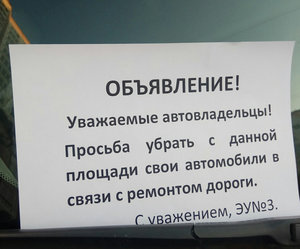 ОБЪЯВЛЕНИЕ!
Уважаемые автовладельцы!
Просьба убрать с данной
площади свои автомобили в
связи с ремонтом дороги.
С уважением, ЭУ№3.